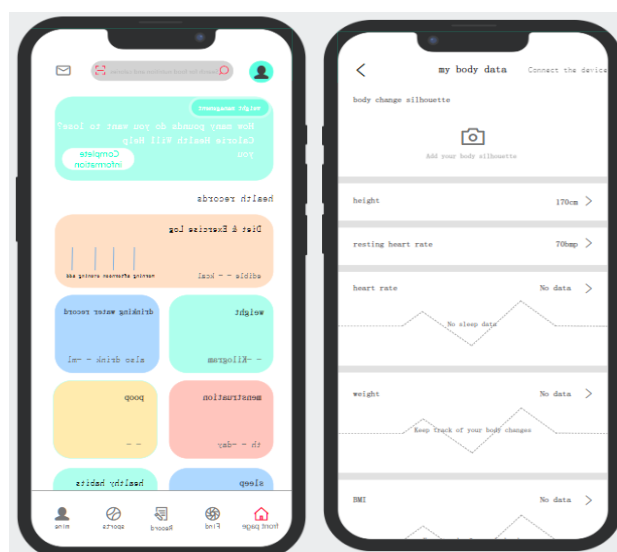 weight management
How many pounds do you want to lose?
Calorie Health Will Help
you
Complete
information
health records
Diet & Exercise Log
morning afternoon evening add
edible - - kcal
weight
drinking water record
- -Kilogram
also drink - -ml
menstruation
poop
th - -day
- -
sleep
healthy habits
front page
Find
Record
sports
mine
my body data
Connect the device
body change silhouette
Add your body silhouette
height
170cm
resting heart rate
70bmp
heart rate
No data
No sleep data
weight
No data
Keep track of your body changes
BMI
No data